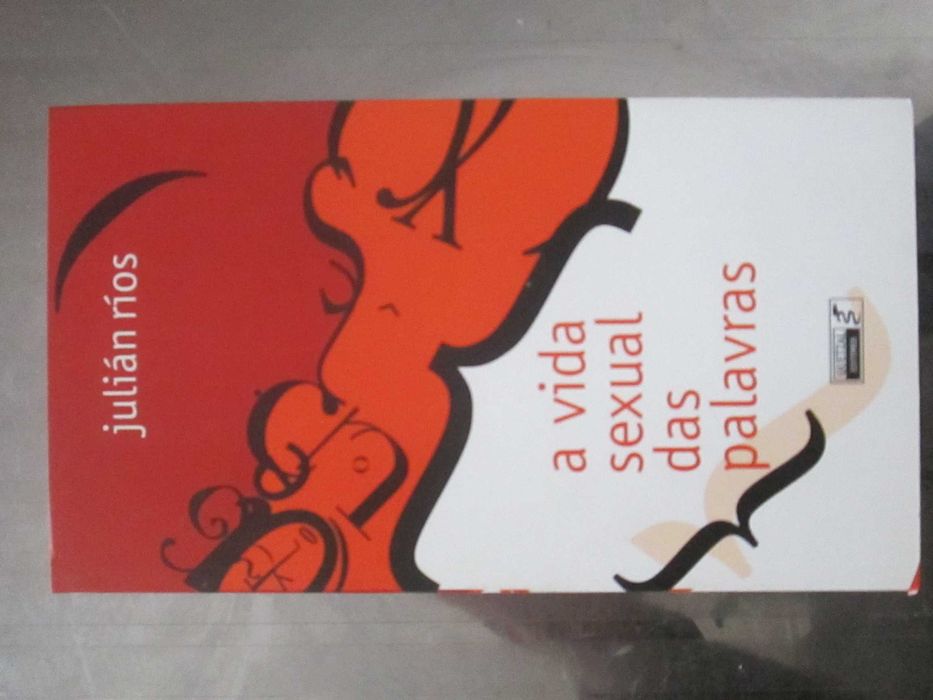 julián ríos
a vida
sexual
das
palavras